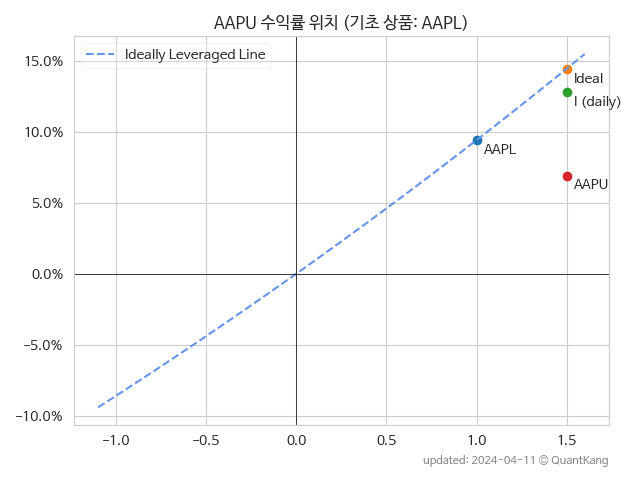 AAPU 수익률 위치 (기초 상품: AAPL)
Ideally Leveraged Line
15.0%
10.0%
5.0%
0.0%
−5.0%
−10.0%
Ideal
I (daily)
AAPL
AAPU
−1.0 −0.5 0.0 0.5 1.0 1.5
updated: 2024-04-11 © QuantKang